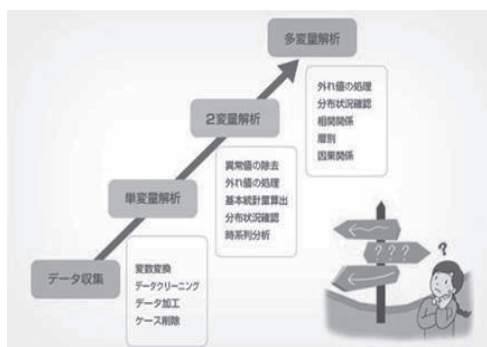 多変量解析
外れ値の処理
分布状況確認
相関関係
層別
因果関係
2変量解析
異常値の除去
外れ値の処理
基本統計量算出
分布状況確認
時系列分析
単変量解析
変数変換
データクリーニング
データ加工
ケース削除
データ収集
? ? ?
?